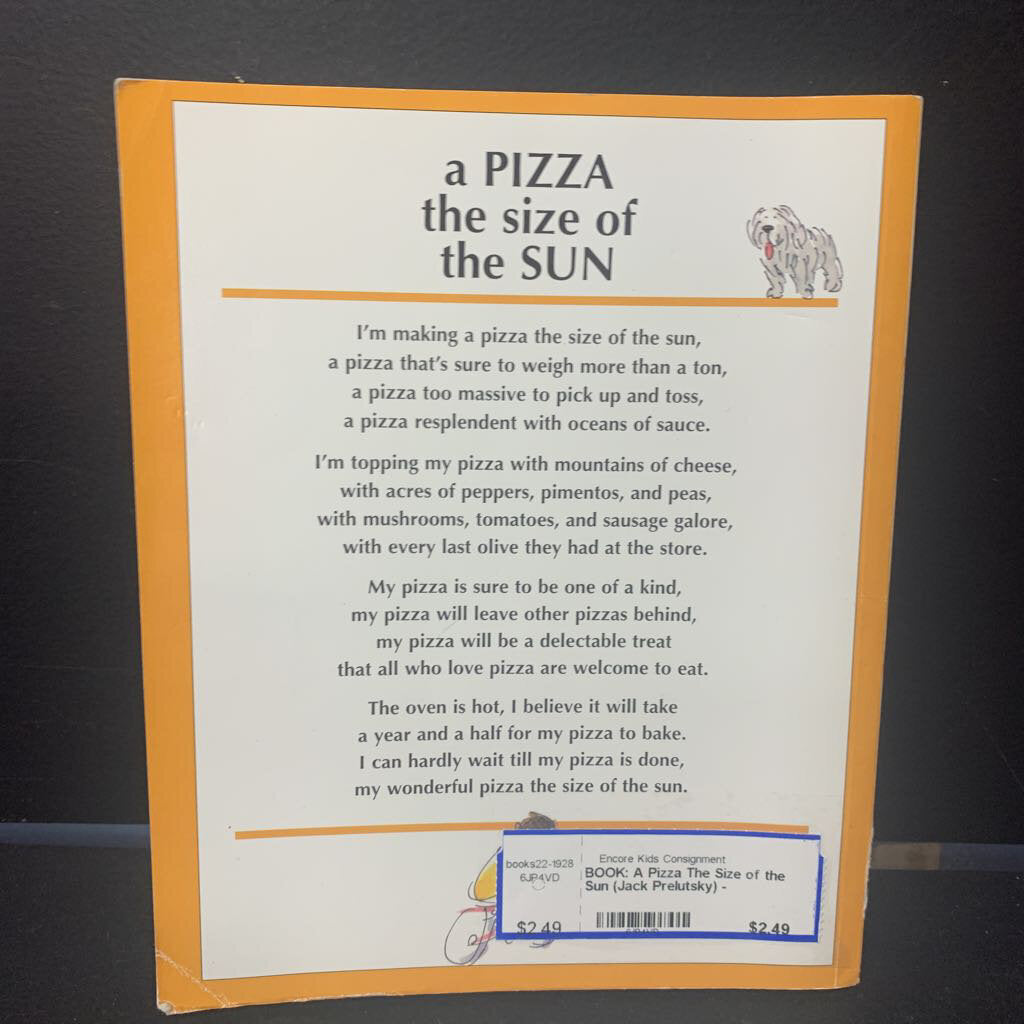 a PIZZA
the size of
the SUN
I'm making a pizza the size of the sun,
a pizza that's sure to weigh more than a ton,
a pizza too massive to pick up and toss,
a pizza resplendent with oceans of sauce.
I'm topping my pizza with mountains of cheese,
with acres of peppers, pimentos, and peas,
with mushrooms, tomatoes, and sausage galore,
with every last olive they had at the store.
My pizza is sure to be one of a kind,
my pizza will leave other pizzas behind,
my pizza will be a delectable treat
that all who love pizza are welcome to eat.
The oven is hot, I believe it will take
a year and a half for my pizza to bake.
I can hardly wait till my pizza is done,
my wonderful pizza the size of the sun.
books22-1928
6JP4VD
$2.49
Encore Kids Consignment
BOOK: A Pizza The Size of the
Sun (Jack Prelutsky) -
$2.49